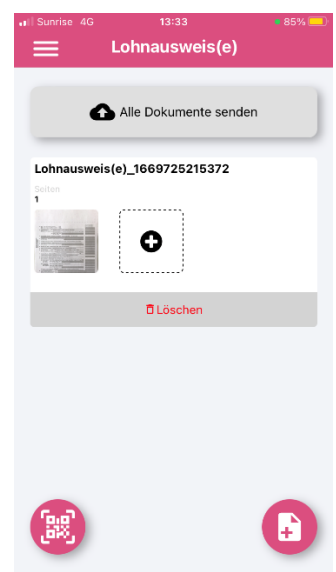 Sunrise 4G 13:33 85%
Lohnausweis(e)
Alle Dokumente senden
Lohnausweis(e)_1669725215372
Seiten
1
Löschen